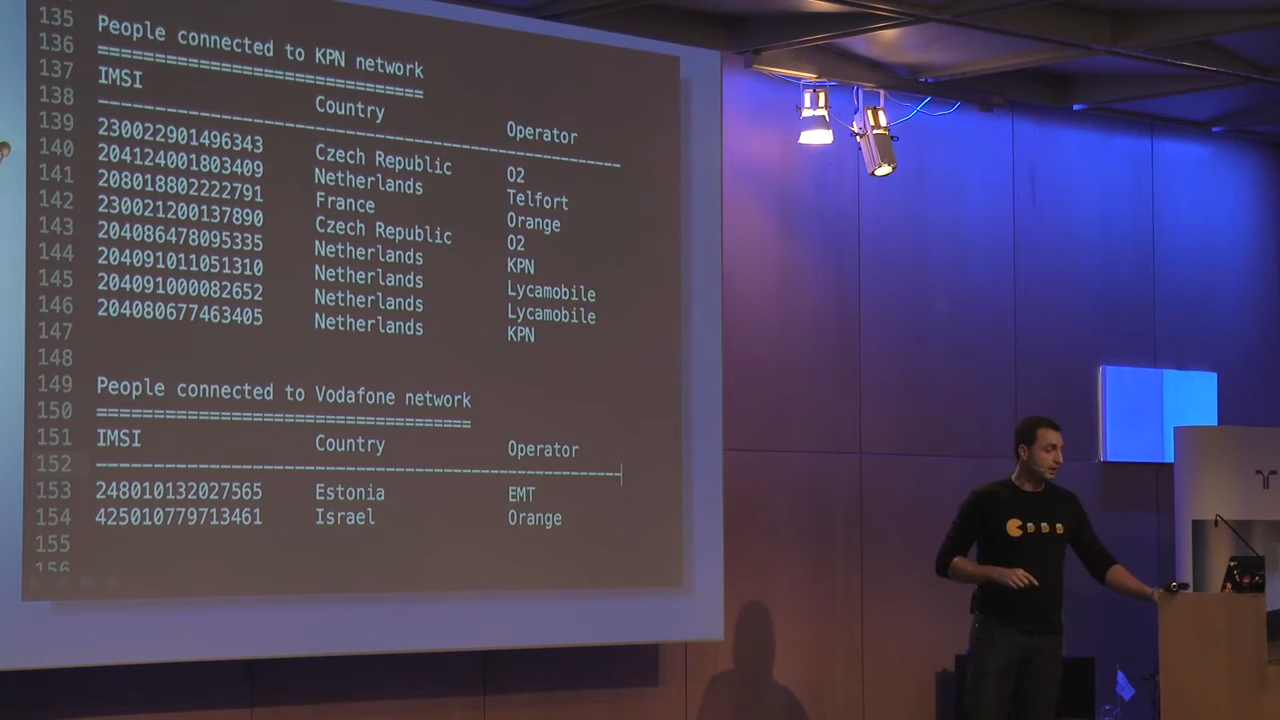 135 People connected to KPN network
136 ===============================
137 IMSI Country Operator
138 -----------------------------------------------
139 230022901496343 Czech Republic O2
140 204124001803409 Netherlands Telfort
141 208018802222791 France Orange
142 230021200137890 Czech Republic O2
143 204086478095335 Netherlands KPN
144 204091011051310 Netherlands Lycamobile
145 204091000082652 Netherlands Lycamobile
146 204080677463405 Netherlands KPN
147
148
149 People connected to Vodafone network
150 ==================================
151 IMSI Country Operator
152 -----------------------------------------------
153 248010132027565 Estonia EMT
154 425010779713461 Israel Orange
155
156